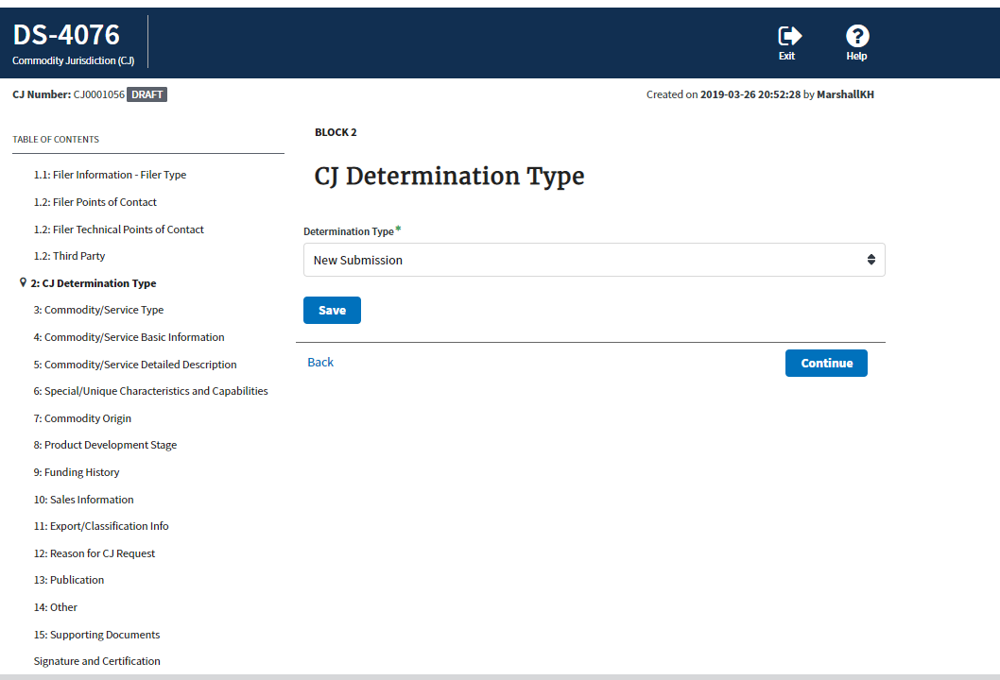 DS-4076
Commodity Jurisdiction (CJ)
Exit
Help
CJ Number: CJ0001056 DRAFT
Created on 2019-03-26 20:52:28 by MarshallKH
TABLE OF CONTENTS
1.1: Filer Information - Filer Type
1.2: Filer Points of Contact
1.2: Filer Technical Points of Contact
1.2: Third Party
2: CJ Determination Type
3: Commodity/Service Type
4: Commodity/Service Basic Information
5: Commodity/Service Detailed Description
6: Special/Unique Characteristics and Capabilities
7: Commodity Origin
8: Product Development Stage
9: Funding History
10: Sales Information
11: Export/Classification Info
12: Reason for CJ Request
13: Publication
14: Other
15: Supporting Documents
Signature and Certification
BLOCK 2
CJ Determination Type
Determination Type*
New Submission
Save
Back
Continue